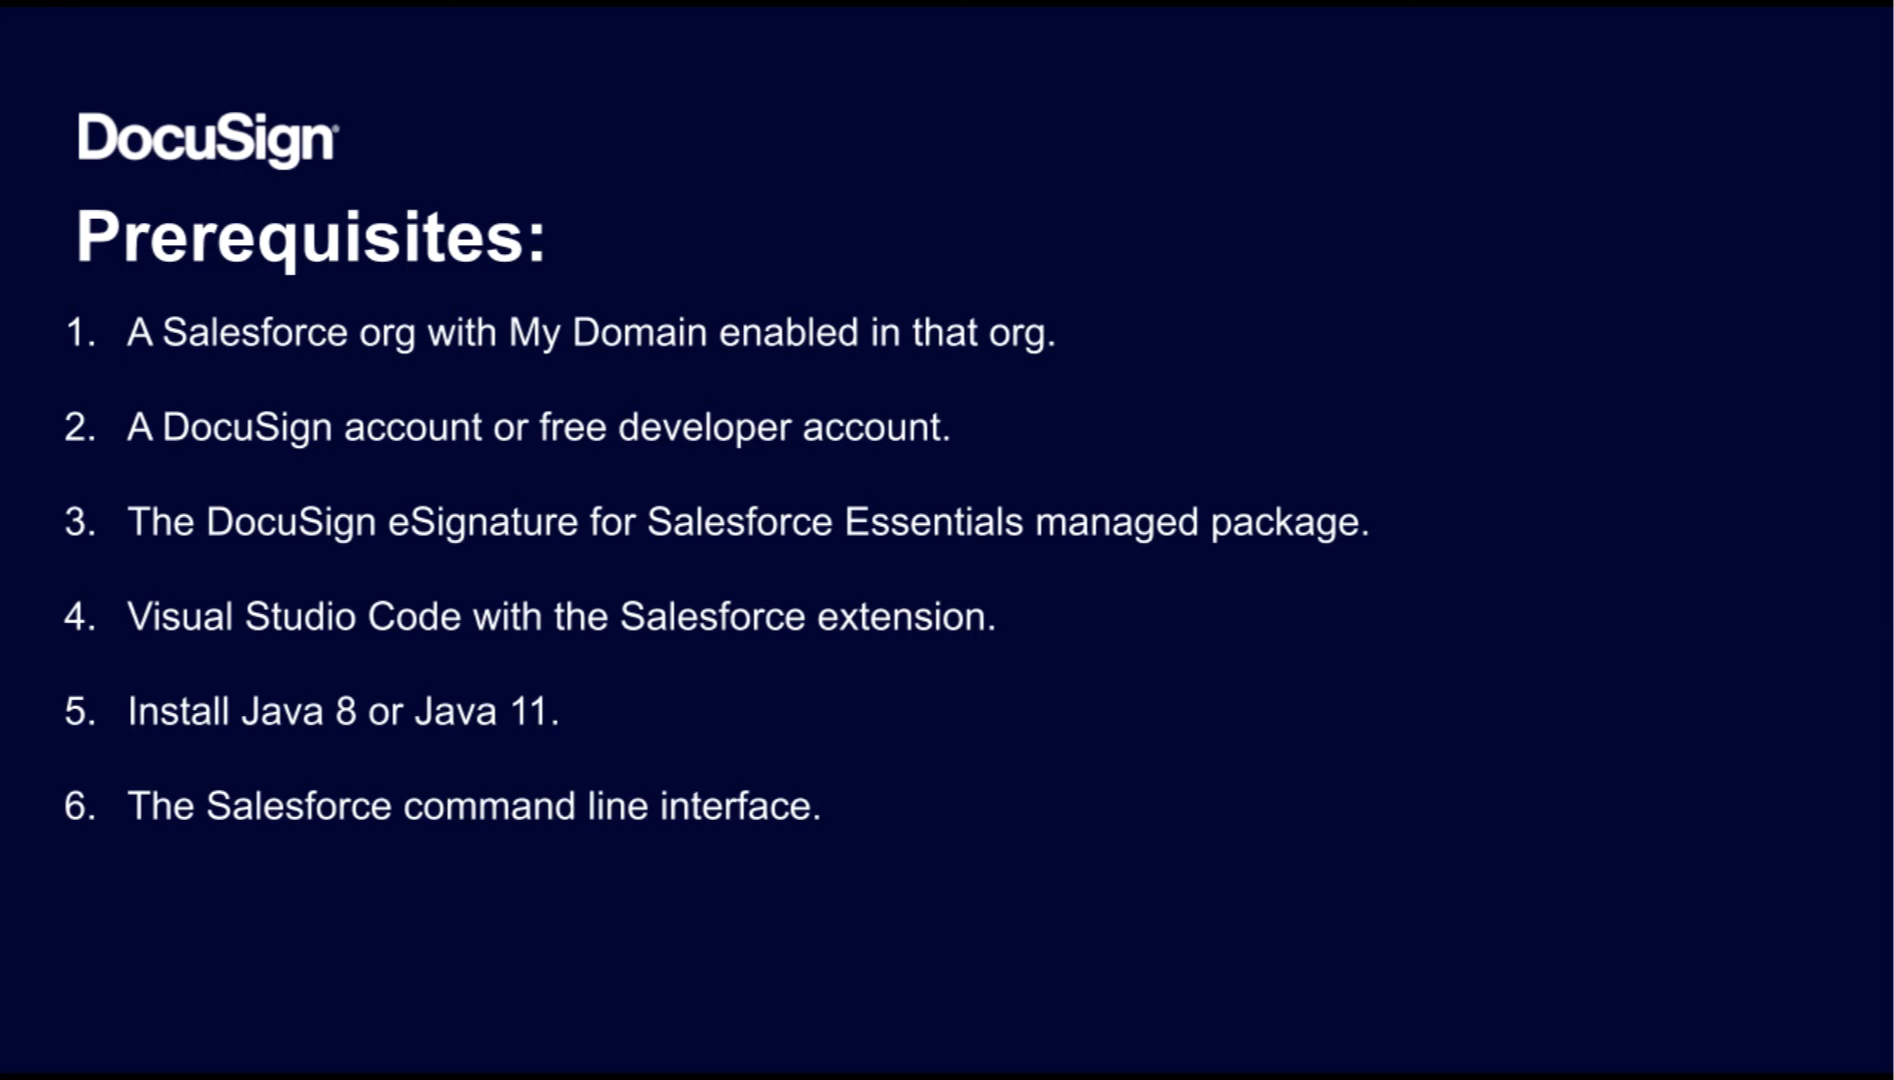 DocuSign®
Prerequisites:
1. A Salesforce org with My Domain enabled in that org.
2. A DocuSign account or free developer account.
3. The DocuSign eSignature for Salesforce Essentials managed package.
4. Visual Studio Code with the Salesforce extension.
5. Install Java 8 or Java 11.
6. The Salesforce command line interface.